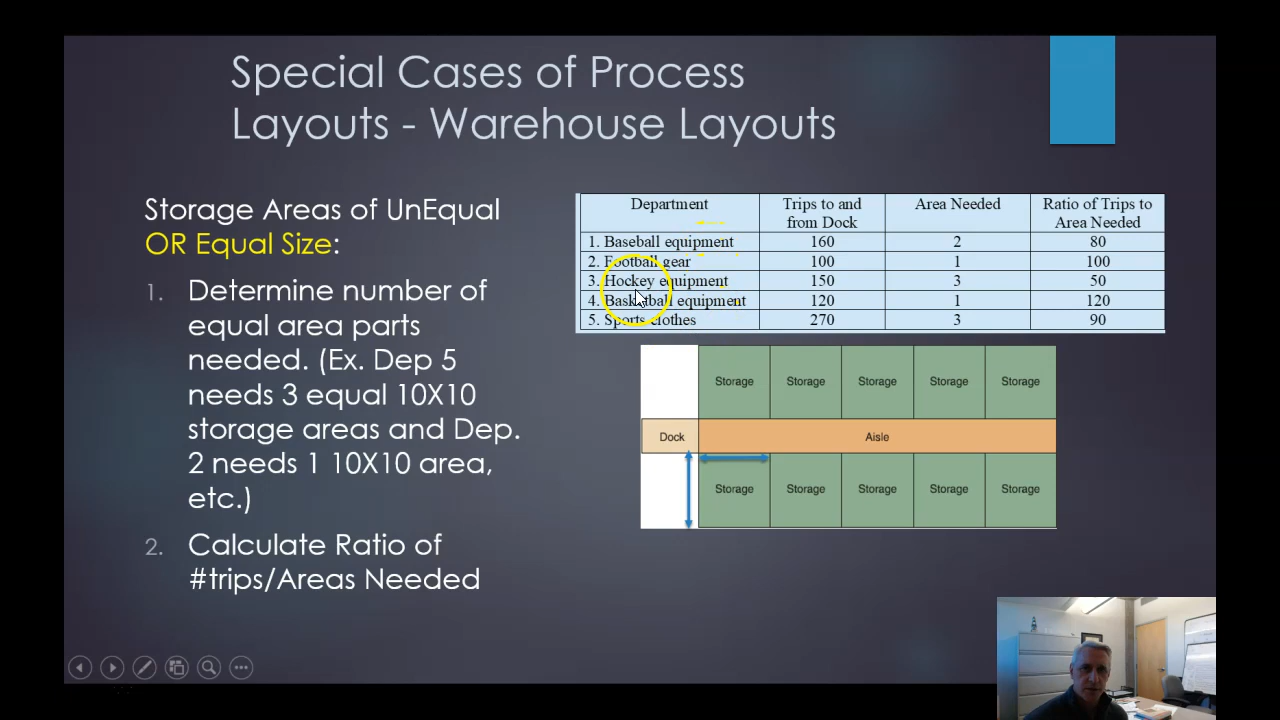 Special Cases of Process
Layouts - Warehouse Layouts
Storage Areas of UnEqual
OR Equal Size:
1. Determine number of
equal area parts
needed. (Ex. Dep 5
needs 3 equal 10X10
storage areas and Dep.
2 needs 1 10X10 area,
etc.)
2. Calculate Ratio of
#trips/Areas Needed
Department Trips to and from Dock Area Needed Ratio of Trips to Area Needed
1. Baseball equipment 160 2 80
2. Football gear 100 1 100
3. Hockey equipment 150 3 50
4. Basketball equipment 120 1 120
5. Sports clothes 270 3 90
Storage Storage Storage Storage Storage
Dock Aisle
Storage Storage Storage Storage Storage